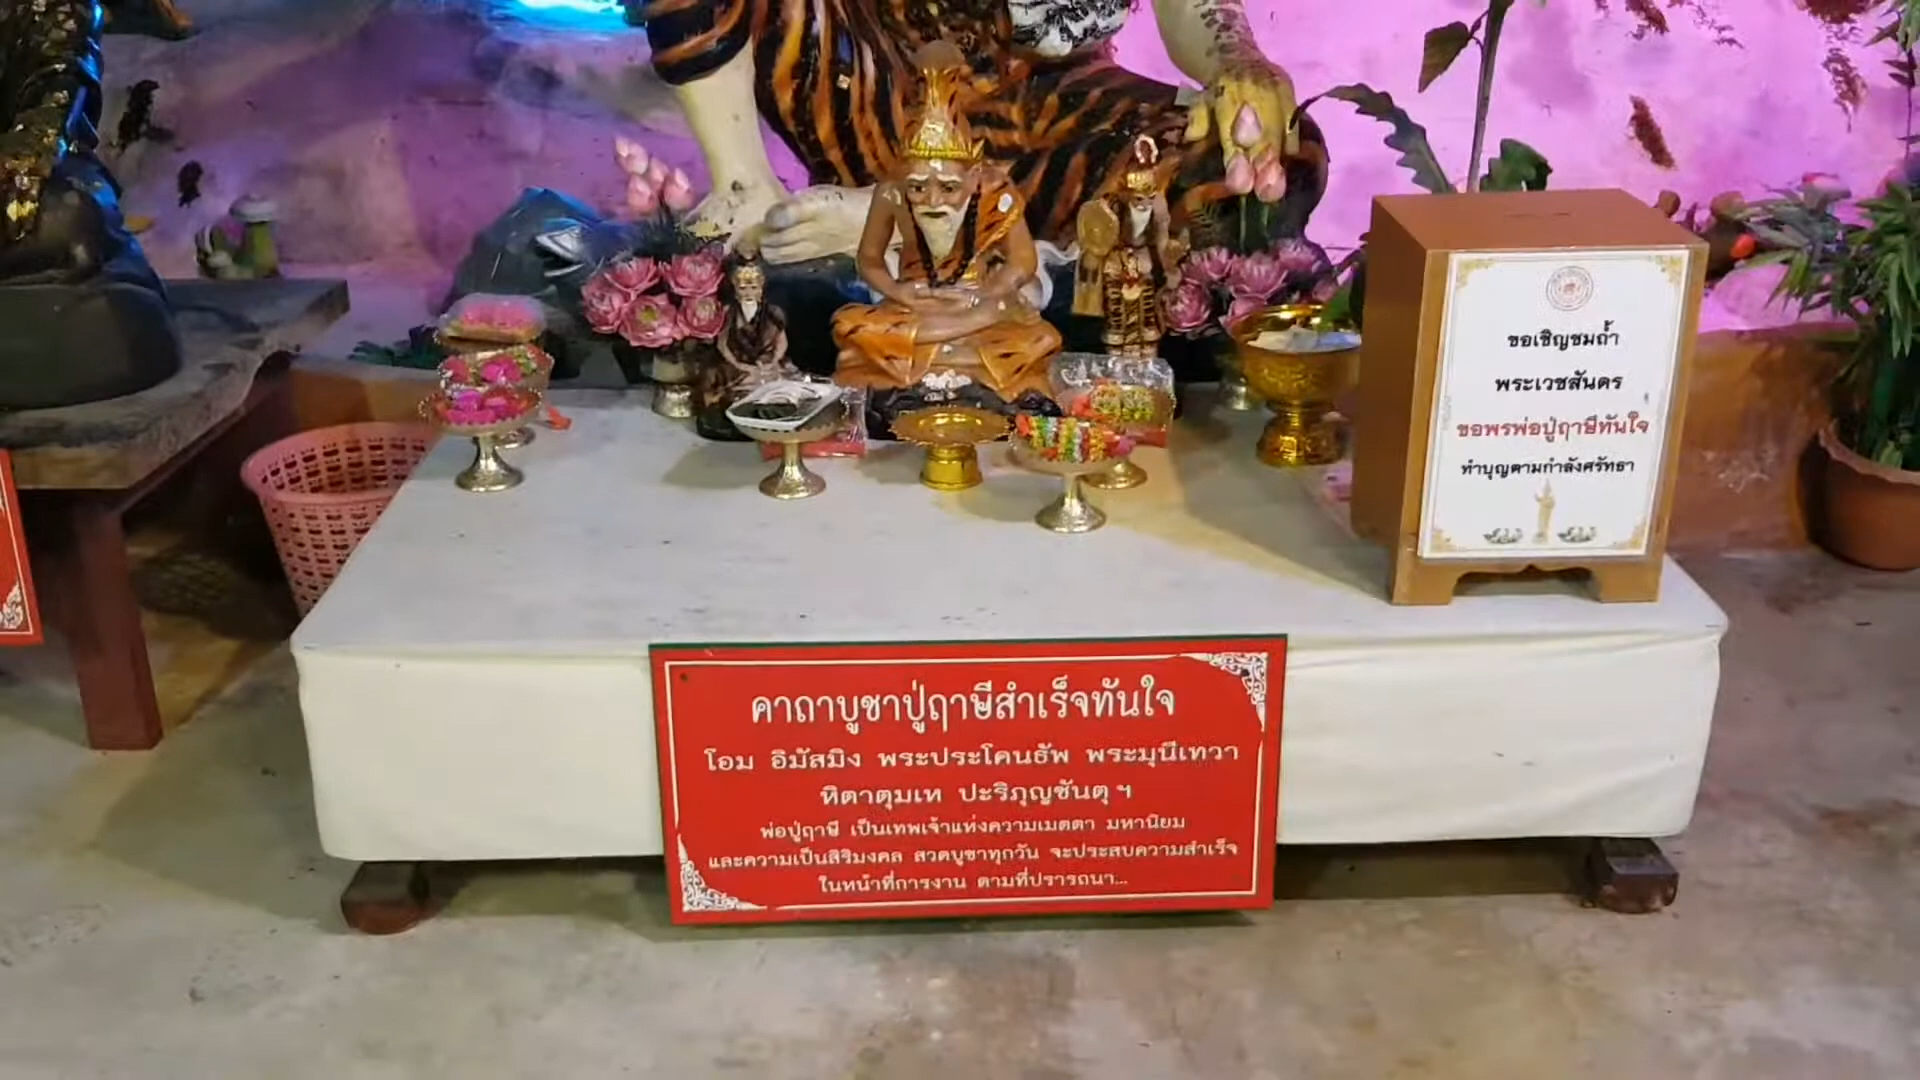 ขอเชิญชมถ้ำ
พระเวชสันดร
ขอพรพ่อปู่ฤาษีทันใจ
ทำบุญตามกำลังศรัทธา
คาถาบูชาปู่ฤาษีสำเร็จทันใจ
โอม อิมัสมิง พระประโคนธัพ พระมุนีเทวา
หิตาตุมเห ปะริภุญชันตุ ฯ
พ่อปู่ฤาษี เป็นเทพเจ้าแห่งความเมตตา มหานิยม
และความเป็นสิริมงคล สวดบูชาทุกวัน จะประสบความสำเร็จ
ในหน้าที่การงาน ตามที่ปรารถนา...